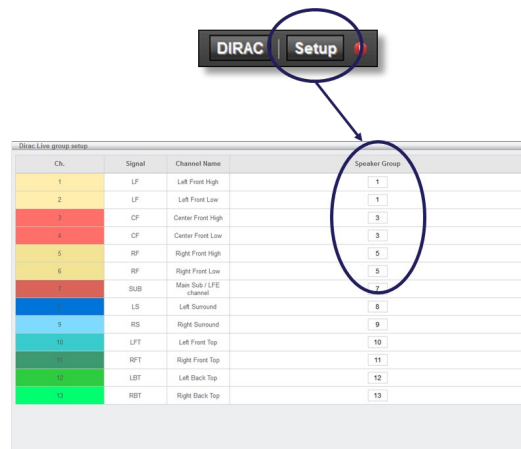 DIRAC | Setup
Dirac Live group setup
Ch. Signal Channel Name Speaker Group
1 LF Left Front High 1
2 LF Left Front Low 1
3 CF Center Front High 3
4 CF Center Front Low 3
5 RF Right Front High 5
6 RF Right Front Low 5
7 SUB Main Sub / LFE 7
channel
LS Left Surround 8
9 RS Right Surround 9
10 LFT Left Front Top 10
11 RFT Right Front Top 11
12 LBT Left Back Top 12
13 RBT Right Back Top 13